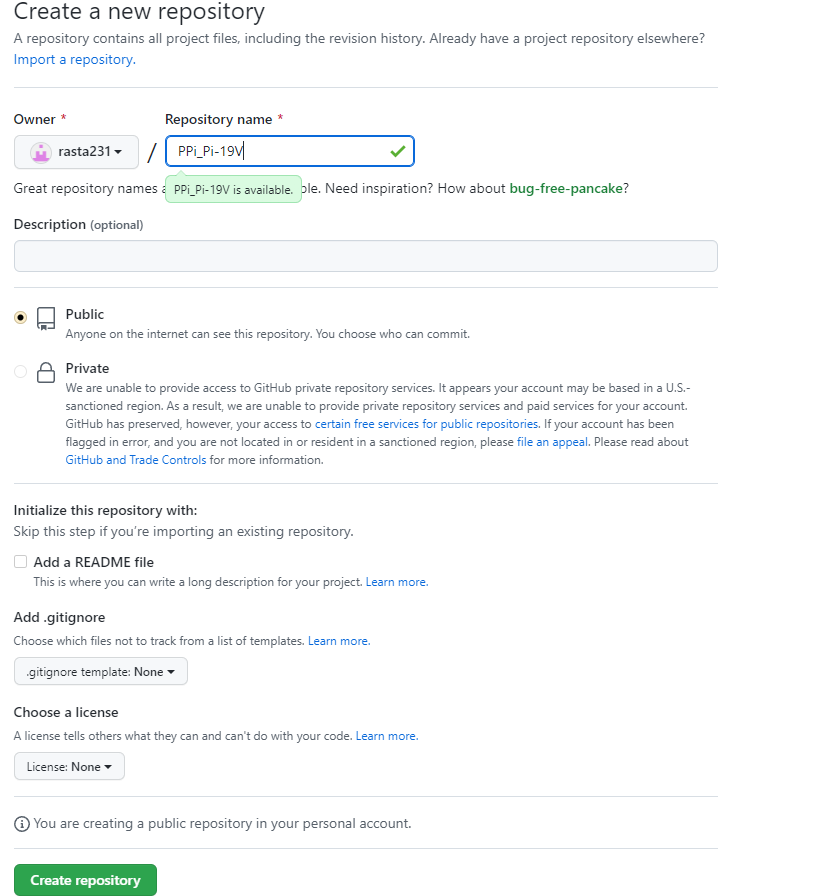 Create a new repository
A repository contains all project files, including the revision history. Already have a project repository elsewhere?
Import a repository.
Owner *
Repository name *
rasta231
/
PPi_Pi-19V
Great repository names
PPi_Pi-19V is available.
Need inspiration? How about bug-free-pancake?
Description (optional)
Public
Anyone on the internet can see this repository. You choose who can commit.
Private
We are unable to provide access to GitHub private repository services. It appears your account may be based in a U.S.-
sanctioned region. As a result, we are unable to provide private repository services and paid services for your account.
GitHub has preserved, however, your access to certain free services for public repositories. If your account has been
flagged in error, and you are not located in or resident in a sanctioned region, please file an appeal. Please read about
GitHub and Trade Controls for more information.
Initialize this repository with:
Skip this step if you're importing an existing repository.
Add a README file
This is where you can write a long description for your project. Learn more.
Add .gitignore
Choose which files not to track from a list of templates. Learn more.
.gitignore template: None
Choose a license
A license tells others what they can and can't do with your code. Learn more.
License: None
You are creating a public repository in your personal account.
Create repository